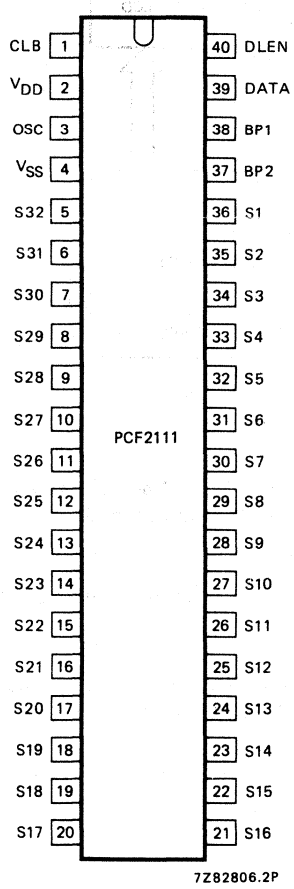 CLB 1 40 DLEN
VDD 2 39 DATA
OSC 3 38 BP1
VSS 4 37 BP2
S32 5 36 S1
S31 6 35 S2
S30 7 34 S3
S29 8 33 S4
S28 9 32 S5
S27 10 31 S6
PCF2111
S26 11 30 S7
S25 12 29 S8
S24 13 28 S9
S23 14 27 S10
S22 15 26 S11
S21 16 25 S12
S20 17 24 S13
S19 18 23 S14
S18 19 22 S15
S17 20 21 S16
7Z82806.2P